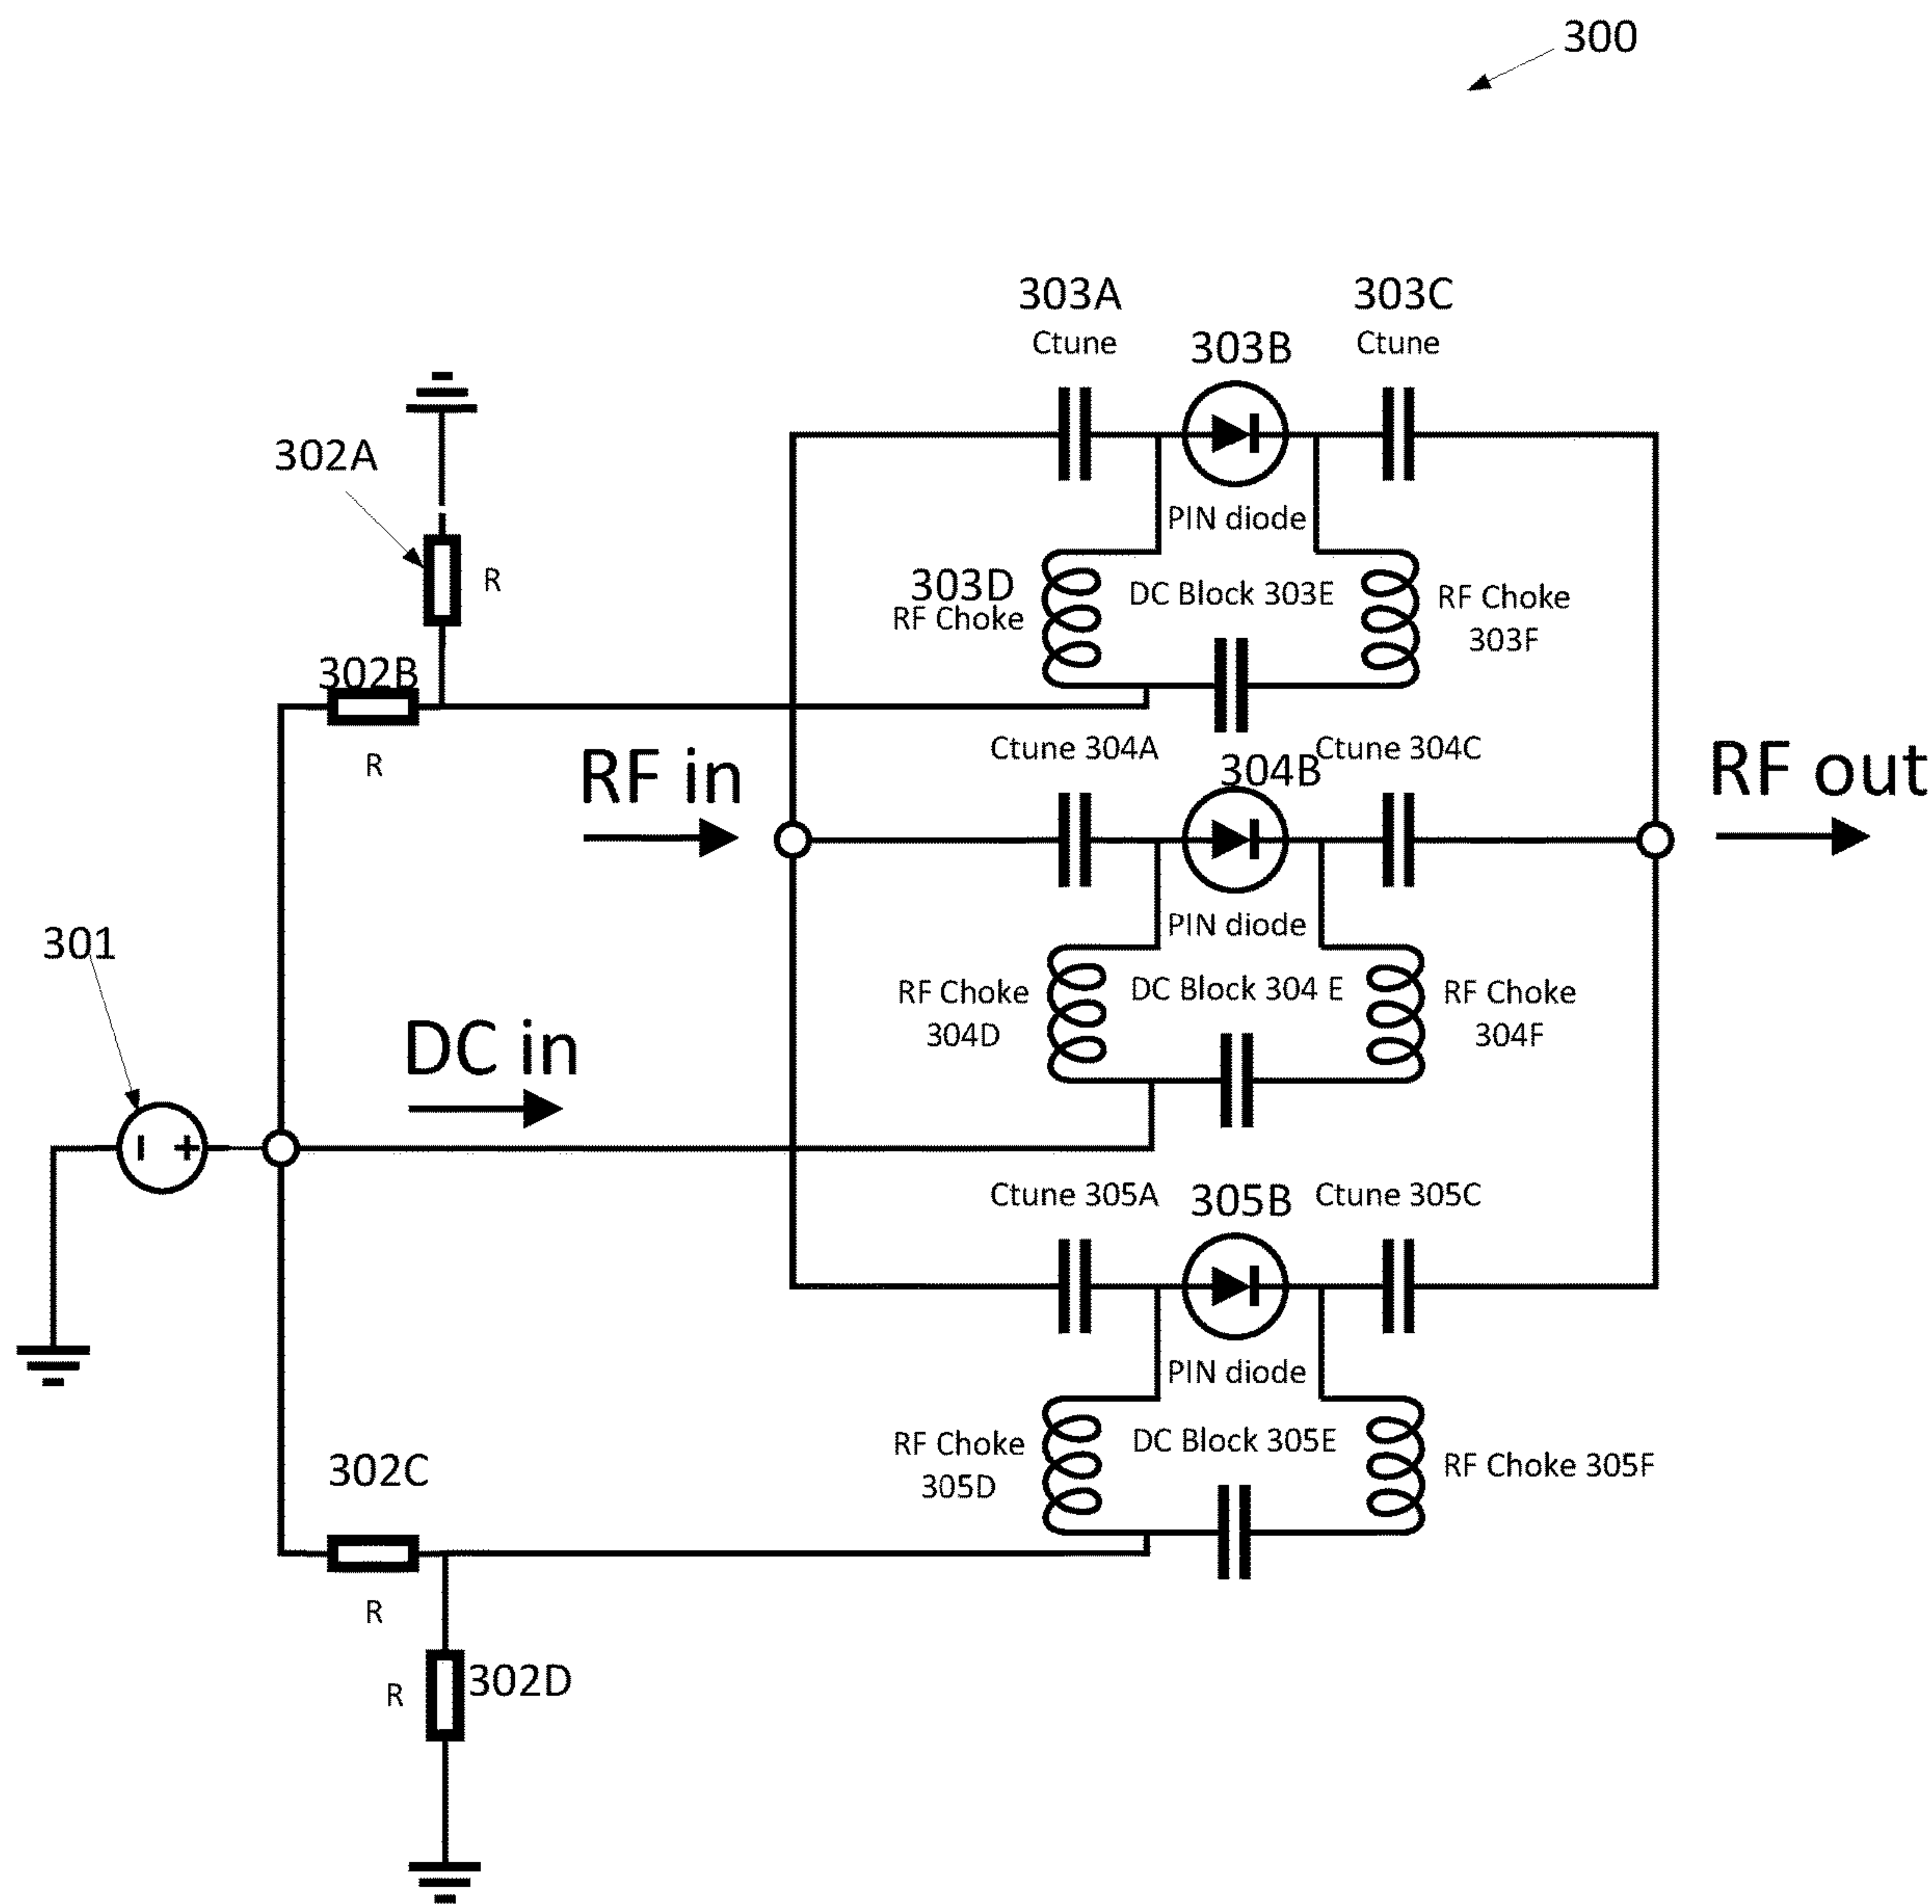 300
303A
Ctune
303B
303C
Ctune
302A
R
PIN diode
303D
RF Choke
DC Block 303E
RF Choke
303F
302B
R
RF in
Ctune 304A
304B
Ctune 304C
RF out
PIN diode
301
RF Choke
304D
DC Block 304 E
RF Choke
304F
DC in
Ctune 305A
305B
Ctune 305C
PIN diode
RF Choke
305D
DC Block 305E
RF Choke 305F
302C
R
R
302D